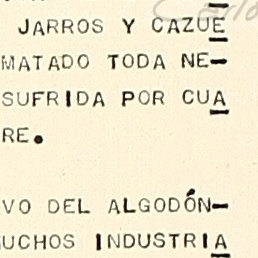 JARROS Y CAZUE
MATADO TODA NE-
SUFRIDA POR CUA
RE.
VO DEL ALGODÓN-
UCHOS INDUSTRIA